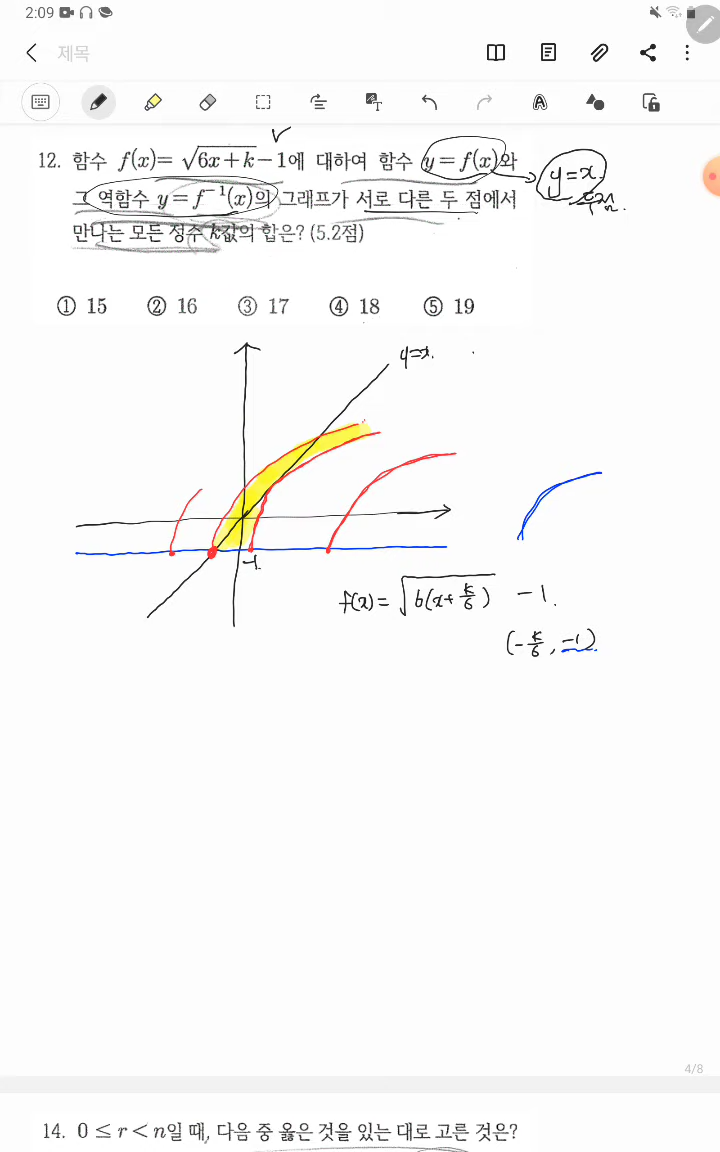 2:09
제목
12. 함수 f(x)= √(6x+k) −1에 대하여 함수 y=f(x)와
y=x
그 역함수 y=f⁻¹(x)의 그래프가 서로 다른 두 점에서
만나는 모든 정수 k값의 합은? (5.2점)
① 15 ② 16 ③ 17 ④ 18 ⑤ 19
y=x.
-1
f(x)= √(6(x+k/6)) -1.
(-k/6, -1)
4/8
14. 0 ≤ r < n일 때, 다음 중 옳은 것을 있는 대로 고른 것은?